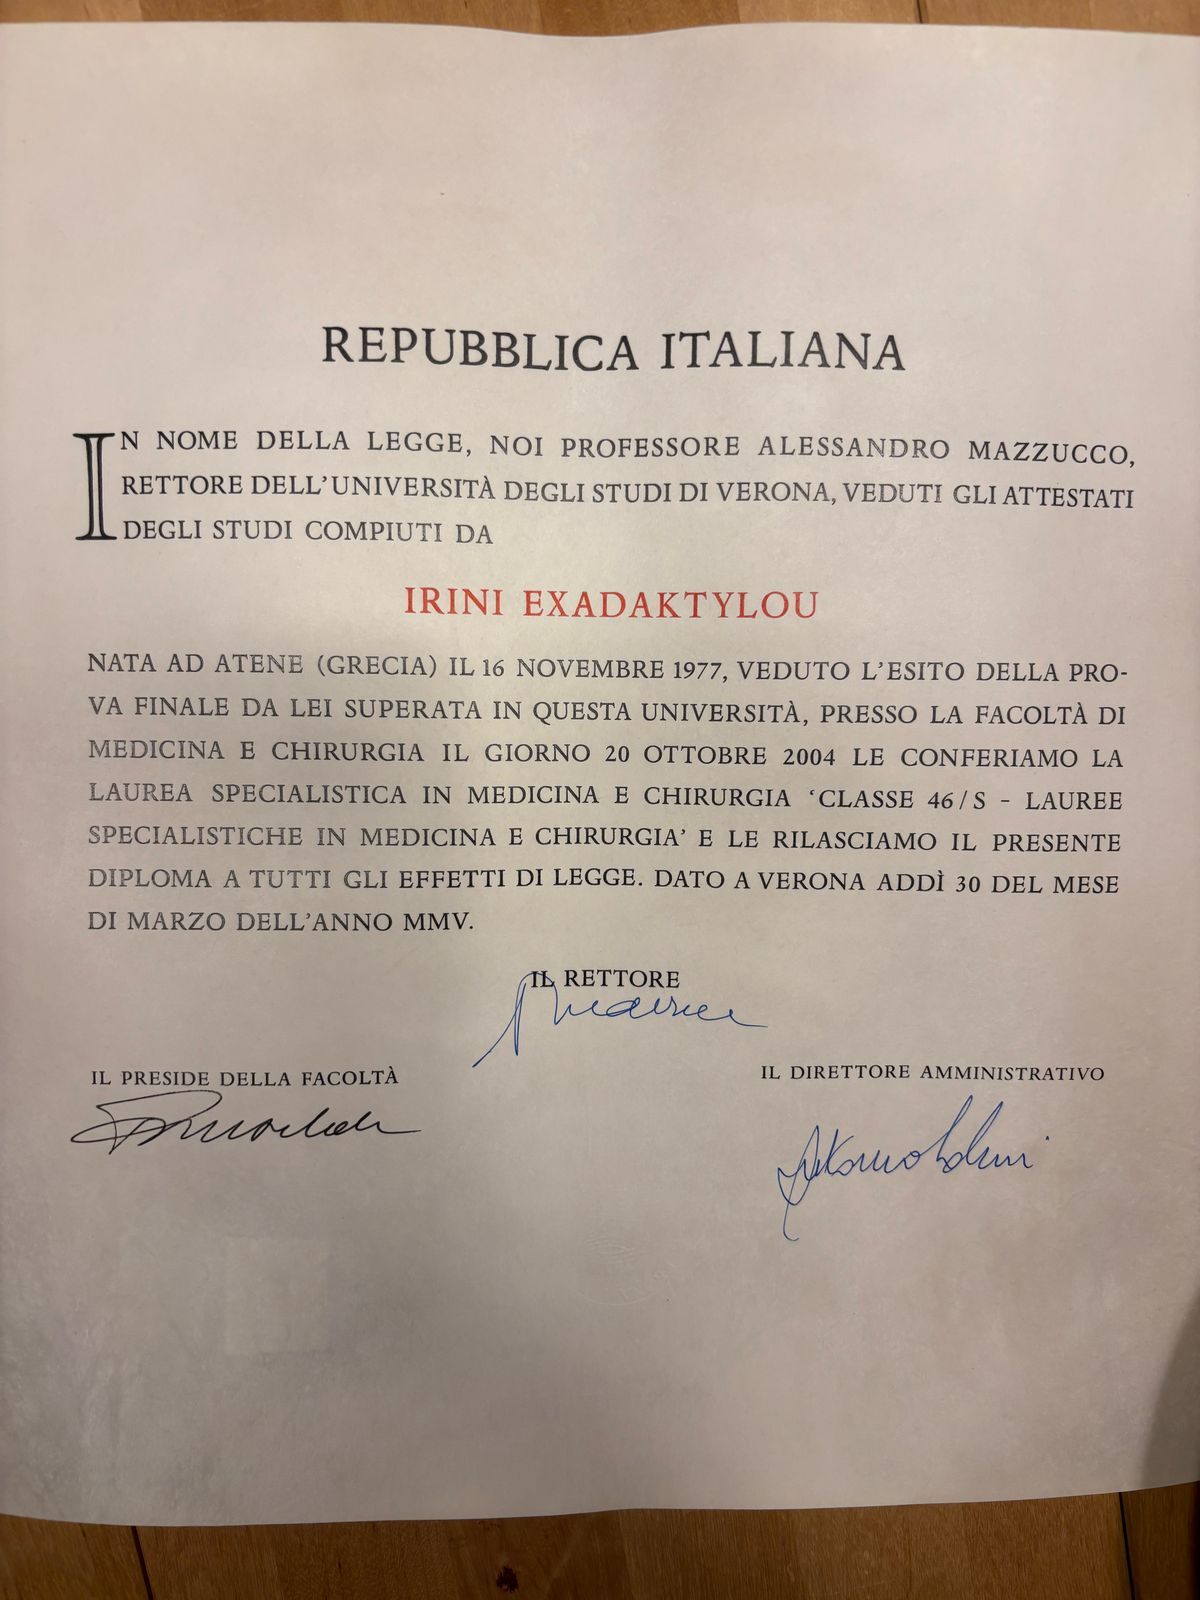 REPUBBLICA ITALIANA
IN NOME DELLA LEGGE, NOI PROFESSORE ALESSANDRO MAZZUCCO,
RETTORE DELL'UNIVERSITÀ DEGLI STUDI DI VERONA, VEDUTI GLI ATTESTATI
DEGLI STUDI COMPIUTI DA
IRINI EXADAKTYLOU
NATA AD ATENE (GRECIA) IL 16 NOVEMBRE 1977, VEDUTO L'ESITO DELLA PRO-
VA FINALE DA LEI SUPERATA IN QUESTA UNIVERSITÀ, PRESSO LA FACOLTÀ DI
MEDICINA E CHIRURGIA IL GIORNO 20 OTTOBRE 2004 LE CONFERIAMO LA
LAUREA SPECIALISTICA IN MEDICINA E CHIRURGIA ‘CLASSE 46/S - LAUREE
SPECIALISTICHE IN MEDICINA E CHIRURGIA’ E LE RILASCIAMO IL PRESENTE
DIPLOMA A TUTTI GLI EFFETTI DI LEGGE. DATO A VERONA ADDÌ 30 DEL MESE
DI MARZO DELL'ANNO MMV.
IL RETTORE
IL PRESIDE DELLA FACOLTÀ
IL DIRETTORE AMMINISTRATIVO